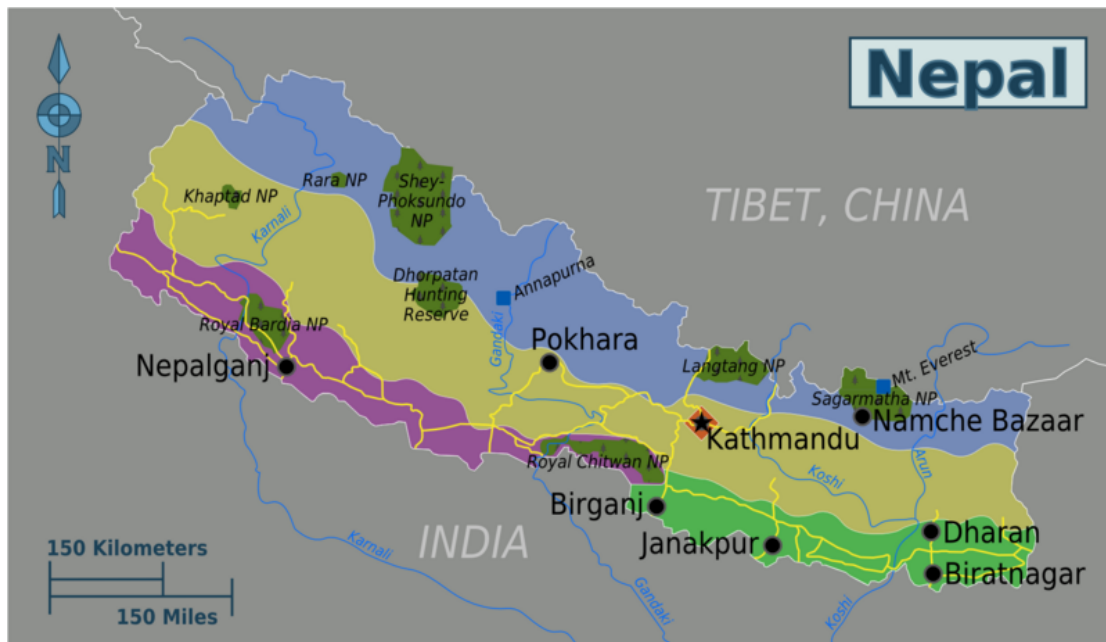 Nepal
N
TIBET, CHINA
Khaptad NP
Rara NP
Shey-
Phoksundo
NP
Karnali
Dhorpatan
Hunting
Reserve
Annapurna
Gandaki
Royal Bardia NP
Nepalganj
Pokhara
Langtang NP
Mt. Everest
Sagarmatha NP
Namche Bazaar
Kathmandu
Royal Chitwan NP
Arun
Koshi
Birganj
INDIA
Janakpur
Dharan
Biratnagar
Karnali
Gandaki
Koshi
150 Kilometers
150 Miles